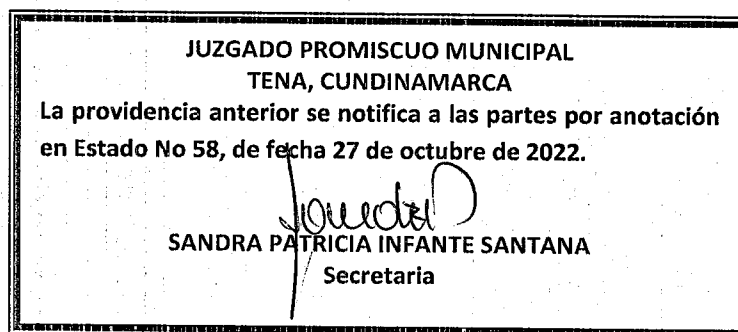 JUZGADO PROMISCUO MUNICIPAL
TENA, CUNDINAMARCA
La providencia anterior se notifica a las partes por anotación
en Estado No 58, de fecha 27 de octubre de 2022.
SANDRA PATRICIA INFANTE SANTANA
Secretaria